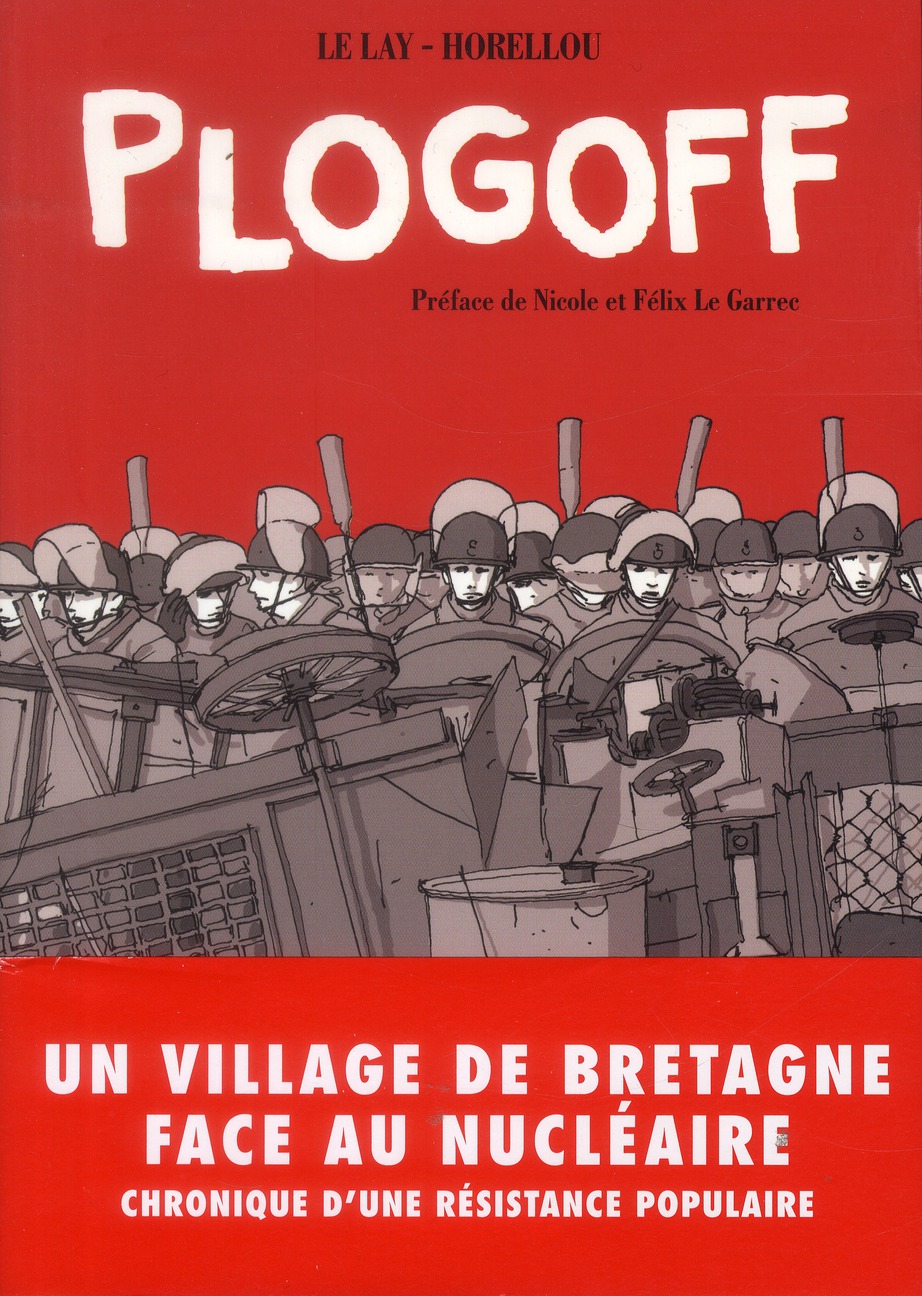 LE LAY - HORELLOU
PLOGOFF
Préface de Nicole et Félix Le Garrec
UN VILLAGE DE BRETAGNE
FACE AU NUCLÉAIRE
CHRONIQUE D'UNE RÉSISTANCE POPULAIRE